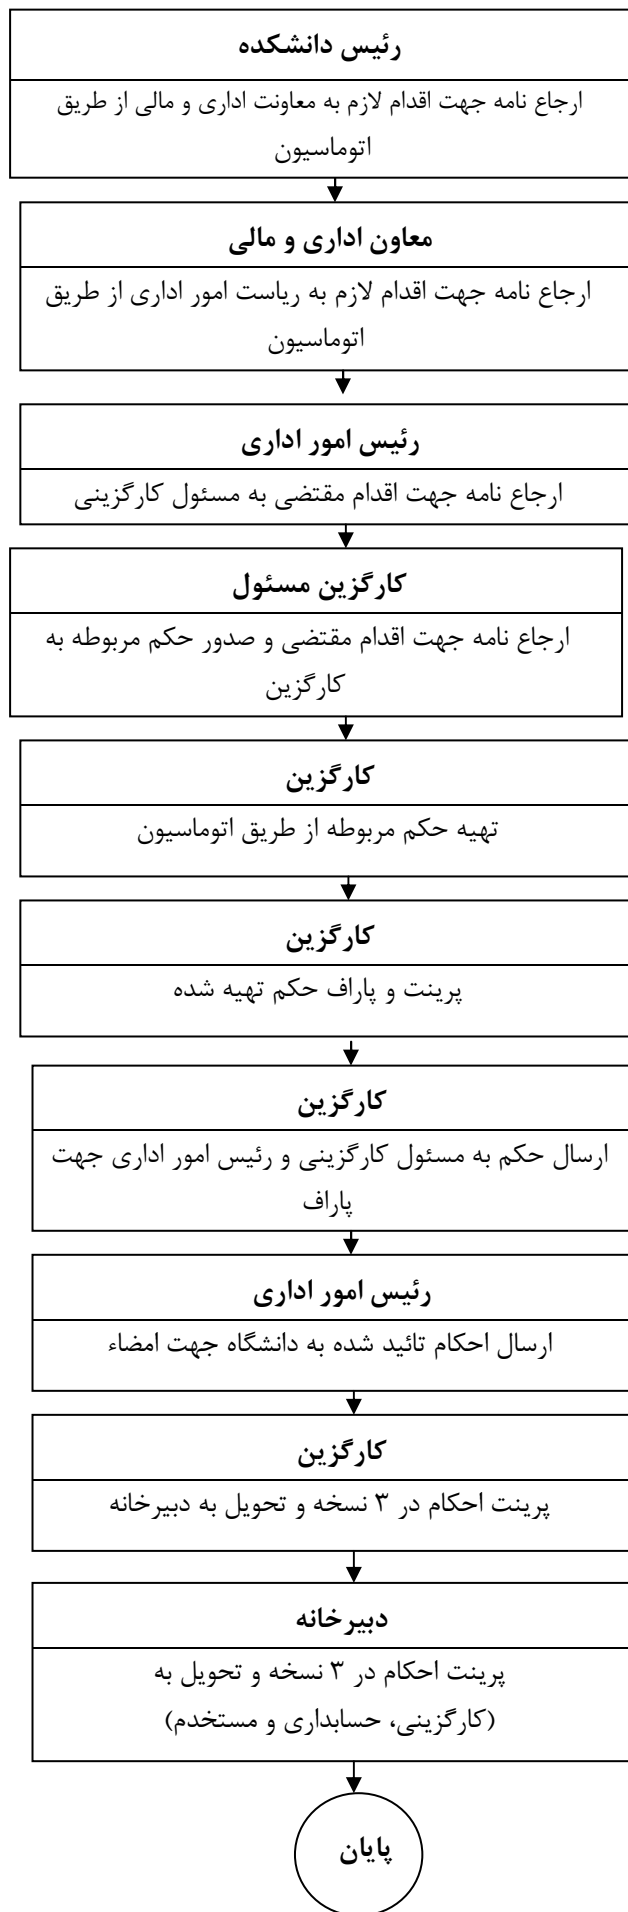 رئیس دانشکده
ارجاع نامه جهت اقدام لازم به معاونت اداری و مالی از طریق
اتوماسیون
معاون اداری و مالی
ارجاع نامه جهت اقدام لازم به ریاست امور اداری از طریق
اتوماسیون
رئیس امور اداری
ارجاع نامه جهت اقدام مقتضی به مسئول کارگزینی
کارگزین مسئول
ارجاع نامه جهت اقدام مقتضی و صدور حکم مربوطه به
کارگزین
کارگزین
تهیه حکم مربوطه از طریق اتوماسیون
کارگزین
پرینت و پاراف حکم تهیه شده
کارگزین
ارسال حکم به مسئول کارگزینی و رئیس امور اداری جهت
پاراف
رئیس امور اداری
ارسال احکام تائید شده به دانشگاه جهت امضاء
کارگزین
پرینت احکام در ۳ نسخه و تحویل به دبیرخانه
دبیرخانه
پرینت احکام در ۳ نسخه و تحویل به
(کارگزینی، حسابداری و مستخدم)
پایان